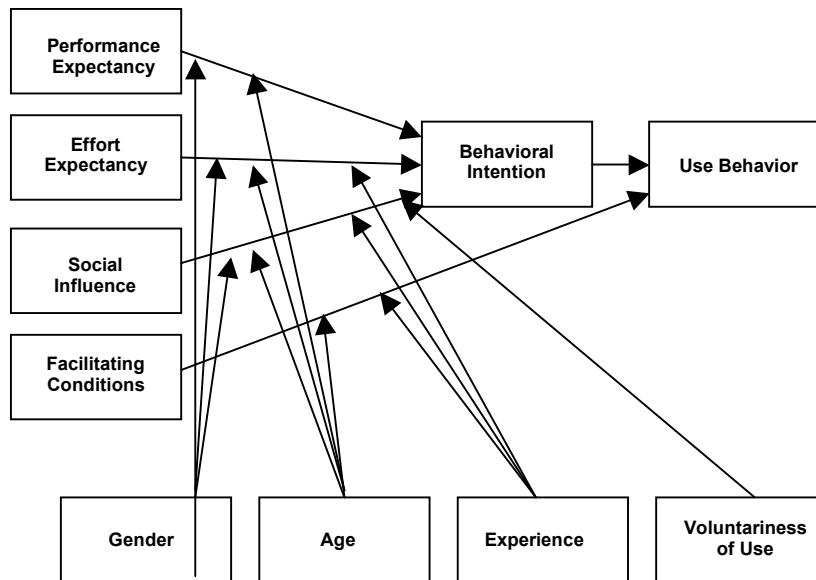 Performance
Expectancy
Effort
Expectancy
Behavioral
Intention
Use Behavior
Social
Influence
Facilitating
Conditions
Gender
Age
Experience
Voluntariness
of Use